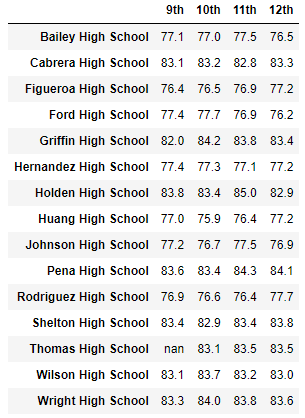 9th 10th 11th 12th
Bailey High School 77.1 77.0 77.5 76.5
Cabrera High School 83.1 83.2 82.8 83.3
Figueroa High School 76.4 76.5 76.9 77.2
Ford High School 77.4 77.7 76.9 76.2
Griffin High School 82.0 84.2 83.8 83.4
Hernandez High School 77.4 77.3 77.1 77.2
Holden High School 83.8 83.4 85.0 82.9
Huang High School 77.0 75.9 76.4 77.2
Johnson High School 77.2 76.7 77.5 76.9
Pena High School 83.6 83.4 84.3 84.1
Rodriguez High School 76.9 76.6 76.4 77.7
Shelton High School 83.4 82.9 83.4 83.8
Thomas High School nan 83.1 83.5 83.5
Wilson High School 83.1 83.7 83.2 83.0
Wright High School 83.3 84.0 83.8 83.6